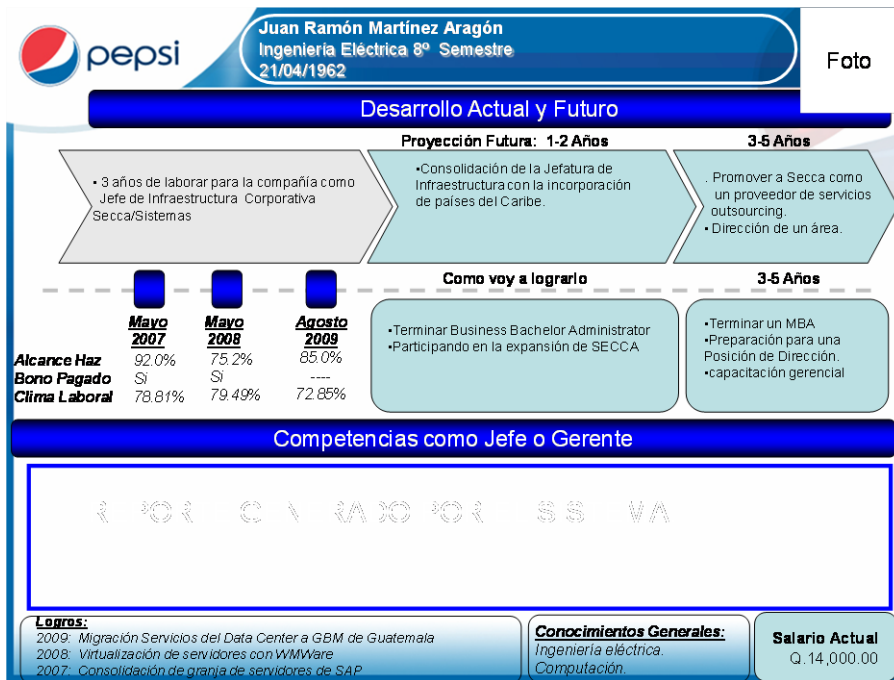 pepsi
Juan Ramón Martínez Aragón
Ingeniería Eléctrica 8º Semestre
21/04/1962
Foto
Desarrollo Actual y Futuro
Proyección Futura: 1-2 Años
3-5 Años
• 3 años de laborar para la compañía como
Jefe de Infraestructura Corporativa
Secca/Sistemas
•Consolidación de la Jefatura de
Infraestructura con la incorporación
de países del Caribe.
. Promover a Secca como
un proveedor de servicios
outsourcing.
• Dirección de un área.
Como voy a lograrlo
3-5 Años
Mayo 2007
Mayo 2008
Agosto 2009
Alcance Haz 92.0% 75.2% 85.0%
Bono Pagado Si Si ----
Clima Laboral 78.81% 79.49% 72.85%
•Terminar Business Bachelor Administrator
•Participando en la expansión de SECCA
•Terminar un MBA
•Preparación para una
Posición de Dirección.
•capacitación gerencial
Competencias como Jefe o Gerente
Logros:
2009: Migración Servicios del Data Center a GBM de Guatemala
2008: Virtualización de servidores con WMWare
2007: Consolidación de granja de servidores de SAP
Conocimientos Generales:
Ingeniería eléctrica.
Computación.
Salario Actual
Q.14,000.00